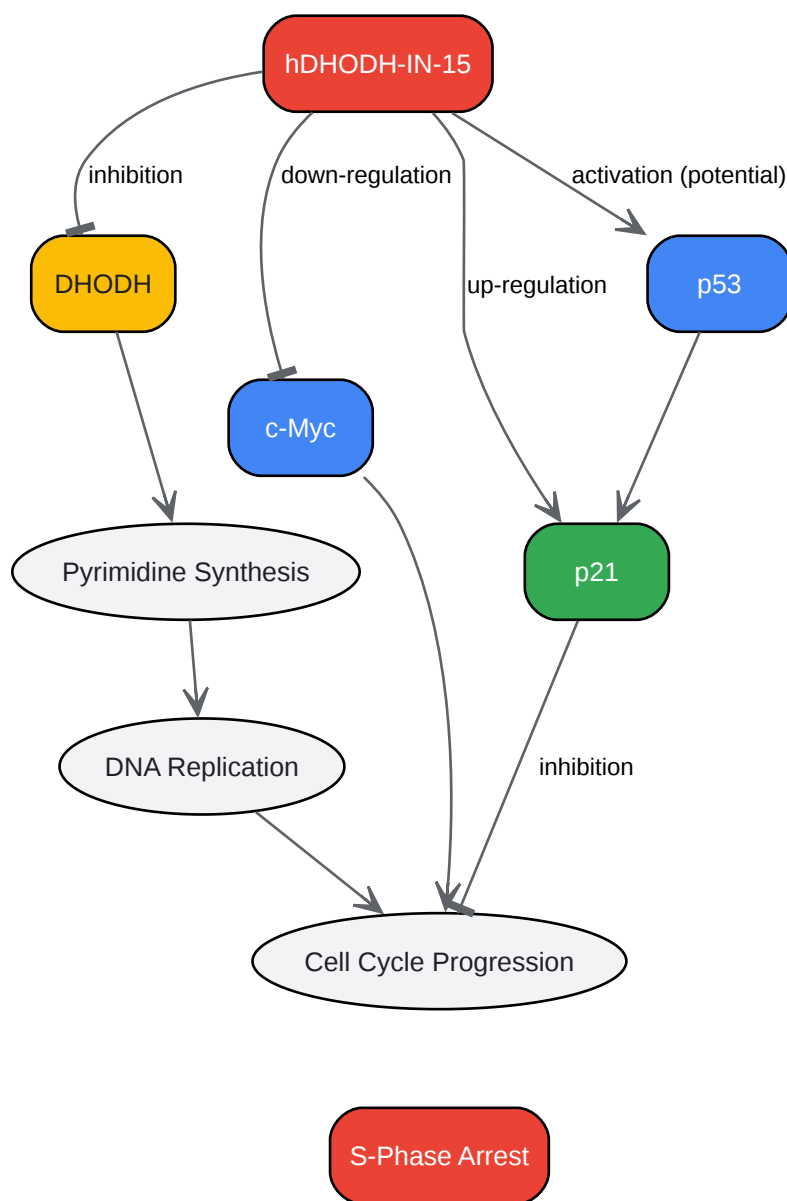 hDHODH-IN-15
inhibition
down-regulation
activation (potential)
DHODH
up-regulation
p53
c-Myc
Pyrimidine Synthesis
p21
DNA Replication
inhibition
Cell Cycle Progression
S-Phase Arrest